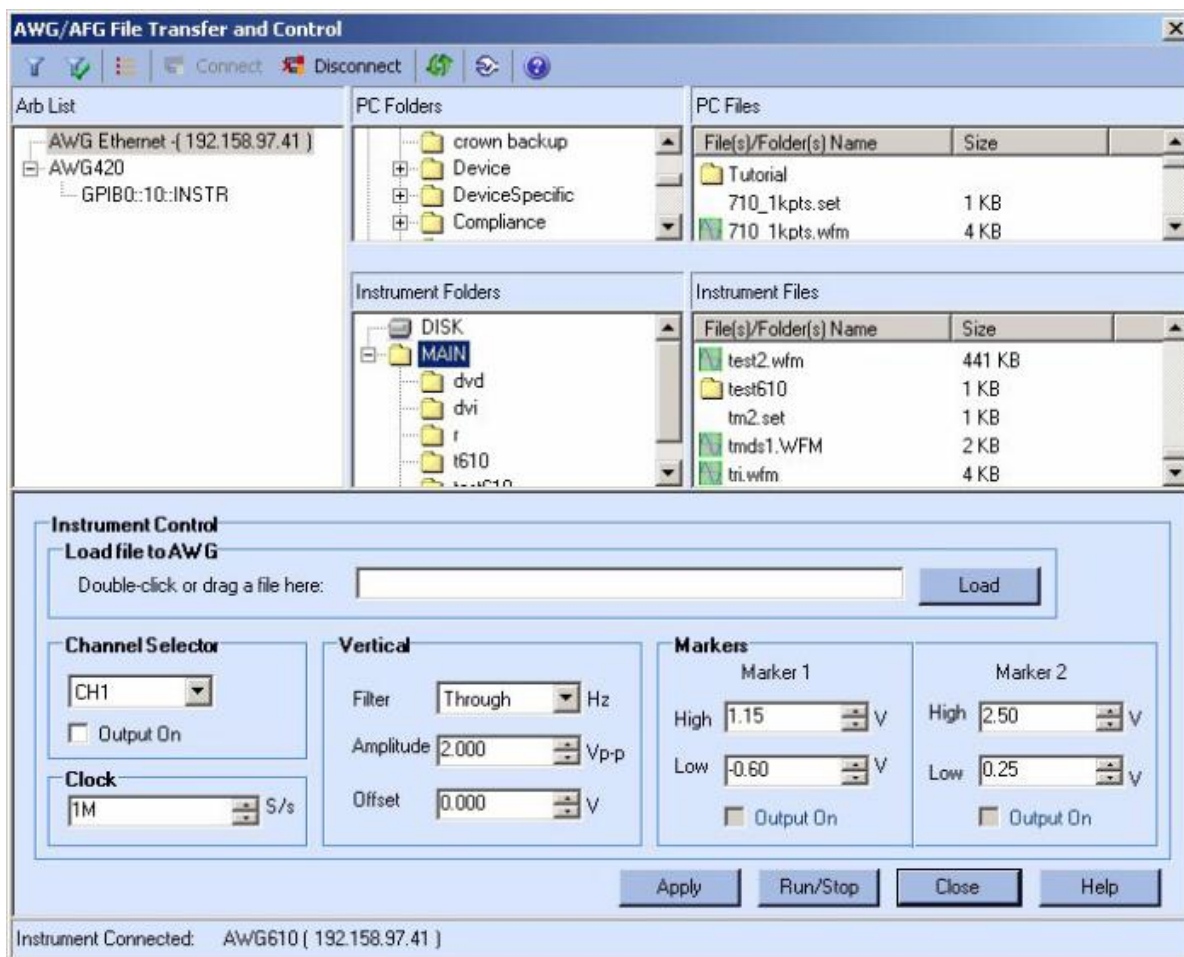 AWG/AFG File Transfer and Control
Connect Disconnect
Arb List
AWG Ethernet -( 192.158.97.41 )
AWG420
GPIB0::10::INSTR
PC Folders
crown backup
Device
DeviceSpecific
Compliance
PC Files
File(s)/Folder(s) Name Size
Tutorial
710_1kpts.set 1 KB
710_1kpts.wfm 4 KB
Instrument Folders
DISK
MAIN
dvd
dvi
r
t610
test610
Instrument Files
File(s)/Folder(s) Name Size
test2.wfm 441 KB
test610 1 KB
tm2.set 1 KB
tmds1.WFM 2 KB
tri.wfm 4 KB
Instrument Control
Load file to AWG
Double-click or drag a file here: Load
Channel Selector
CH1
Output On
Clock
1M S/s
Vertical
Filter Through Hz
Amplitude 2.000 Vp-p
Offset 0.000 V
Markers
Marker 1
High 1.15 V
Low -0.60 V
Output On
Marker 2
High 2.50 V
Low 0.25 V
Output On
Apply Run/Stop Close Help
Instrument Connected: AWG610 ( 192.158.97.41 )